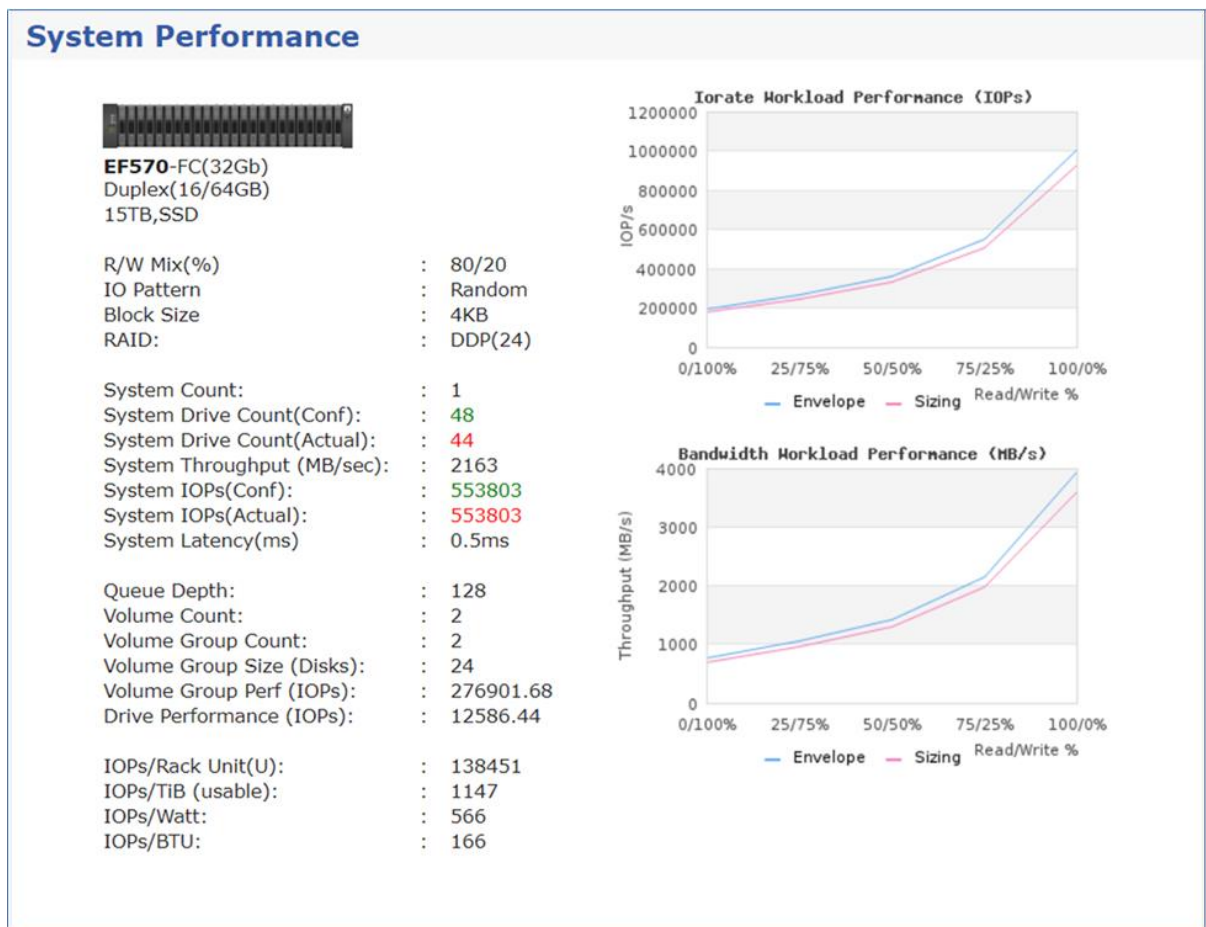 System Performance
EF570-FC(32Gb)
Duplex(16/64GB)
15TB,SSD
R/W Mix(%) : 80/20
IO Pattern : Random
Block Size : 4KB
RAID: : DDP(24)
System Count: : 1
System Drive Count(Conf): : 48
System Drive Count(Actual): : 44
System Throughput (MB/sec): : 2163
System IOPs(Conf): : 553803
System IOPs(Actual): : 553803
System Latency(ms) : 0.5ms
Queue Depth: : 128
Volume Count: : 2
Volume Group Count: : 2
Volume Group Size (Disks): : 24
Volume Group Perf (IOPs): : 276901.68
Drive Performance (IOPs): : 12586.44
IOPs/Rack Unit(U): : 138451
IOPs/TiB (usable): : 1147
IOPs/Watt: : 566
IOPs/BTU: : 166
Iorate Workload Performance (IOPs)
1200000
1000000
800000
600000
400000
200000
0
IOP/s
0/100% 25/75% 50/50% 75/25% 100/0%
Envelope Sizing Read/Write %
Bandwidth Workload Performance (MB/s)
4000
3000
2000
1000
0
Throughput (MB/s)
0/100% 25/75% 50/50% 75/25% 100/0%
Envelope Sizing Read/Write %